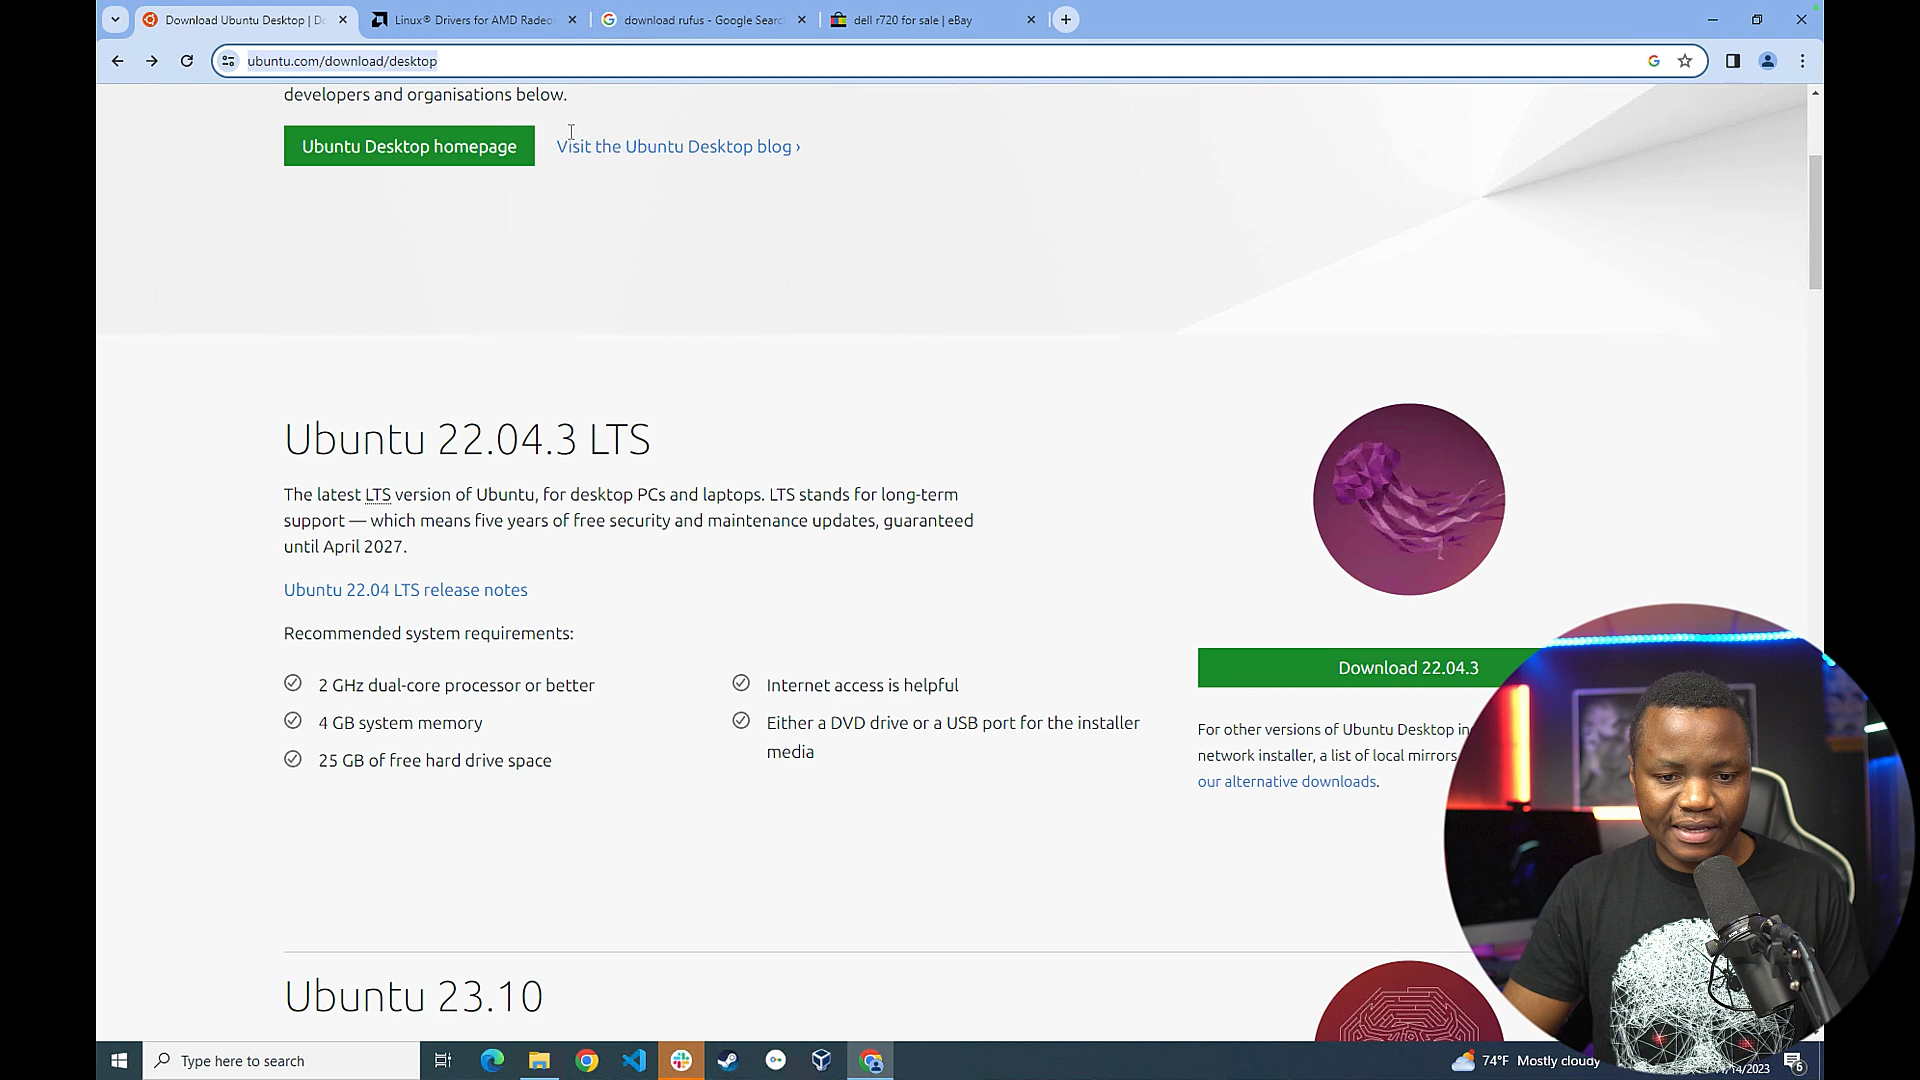 Download Ubuntu Desktop | Do
Linux® Drivers for AMD Radeo
download rufus - Google Searc
dell r720 for sale | eBay
ubuntu.com/download/desktop
developers and organisations below.
Ubuntu Desktop homepage
Visit the Ubuntu Desktop blog ›
Ubuntu 22.04.3 LTS
The latest LTS version of Ubuntu, for desktop PCs and laptops. LTS stands for long-term
support — which means five years of free security and maintenance updates, guaranteed
until April 2027.
Ubuntu 22.04 LTS release notes
Recommended system requirements:
2 GHz dual-core processor or better
4 GB system memory
25 GB of free hard drive space
Internet access is helpful
Either a DVD drive or a USB port for the installer
media
Download 22.04.3
For other versions of Ubuntu Desktop in
network installer, a list of local mirrors
our alternative downloads.
Ubuntu 23.10
Type here to search
74°F Mostly cloudy
/14/2023
6